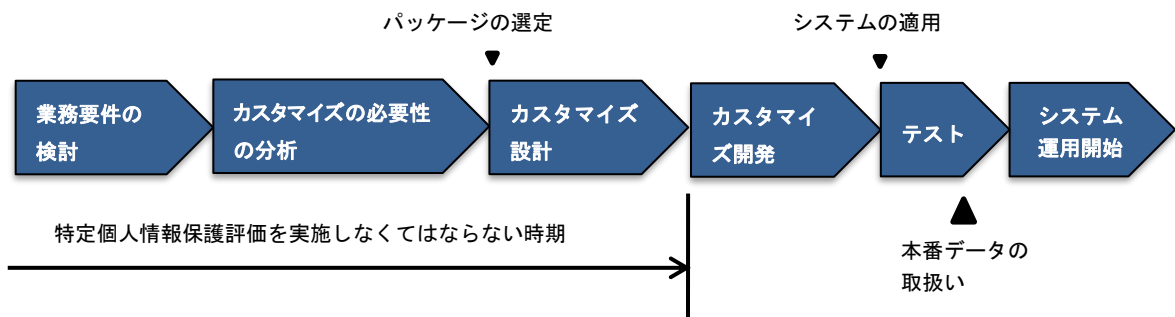 パッケージの選定
システムの適用
業務要件の
検討
カスタマイズの必要性
の分析
カスタマイズ
設計
カスタマイ
ズ開発
テスト
システム
運用開始
特定個人情報保護評価を実施しなくてはならない時期
本番データの
取扱い